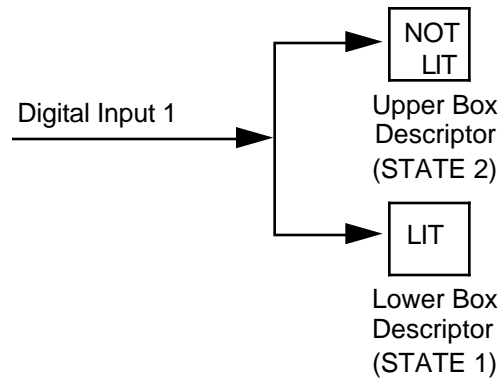 NOT
LIT
Digital Input 1
Upper Box
Descriptor
(STATE 2)
LIT
Lower Box
Descriptor
(STATE 1)